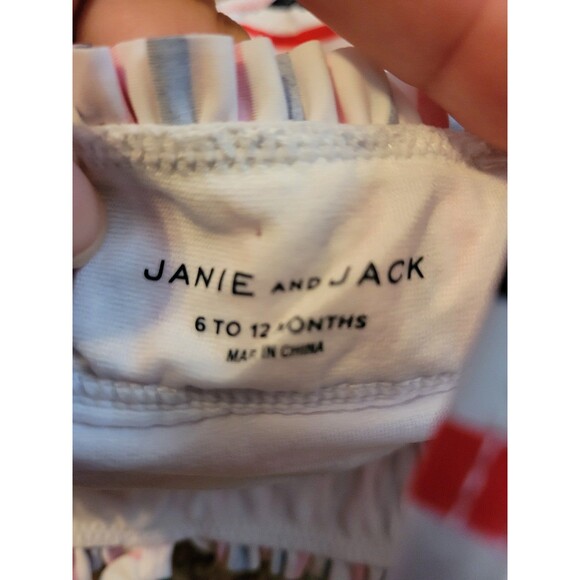 JANIE AND JACK
6 TO 12 MONTHS
MADE IN CHINA